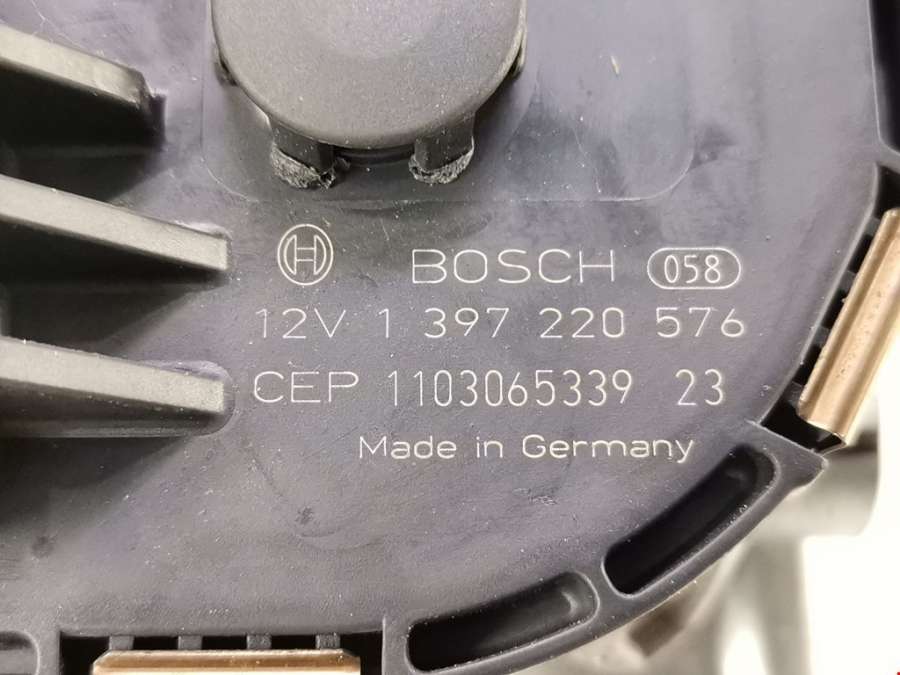 BOSCH 058
12V 1 397 220 576
CEP 1103065339 23
Made in Germany